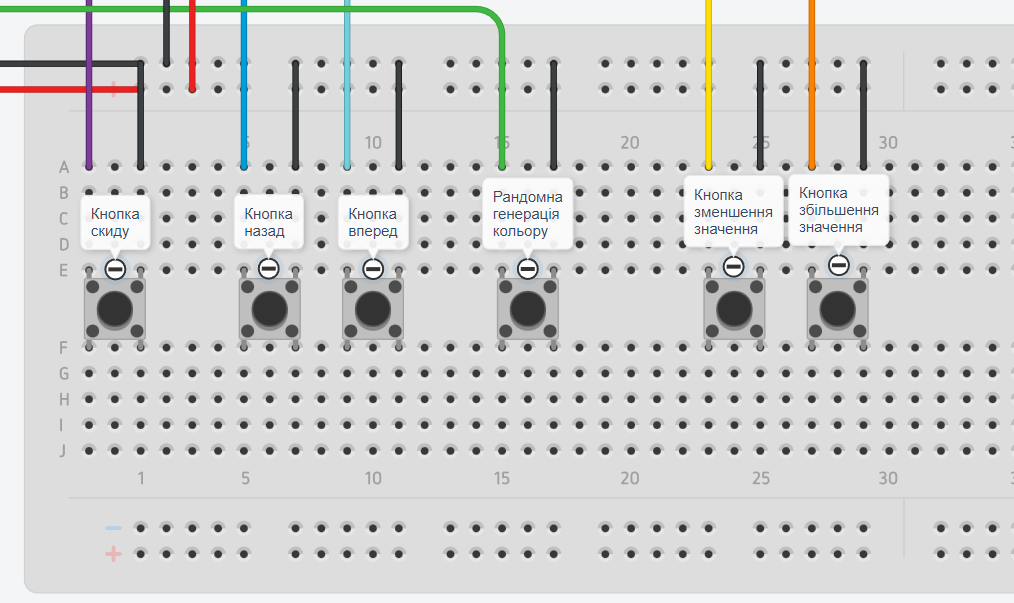 +
5 10 15 20 25 30
A
B
C
D
E
Кнопка
скиду
Кнопка
назад
Кнопка
вперед
Рандомна
генерація
кольору
Кнопка
зменшення
значення
Кнопка
збільшення
значення
F
G
H
I
J
1 5 10 15 20 25 30
−
+